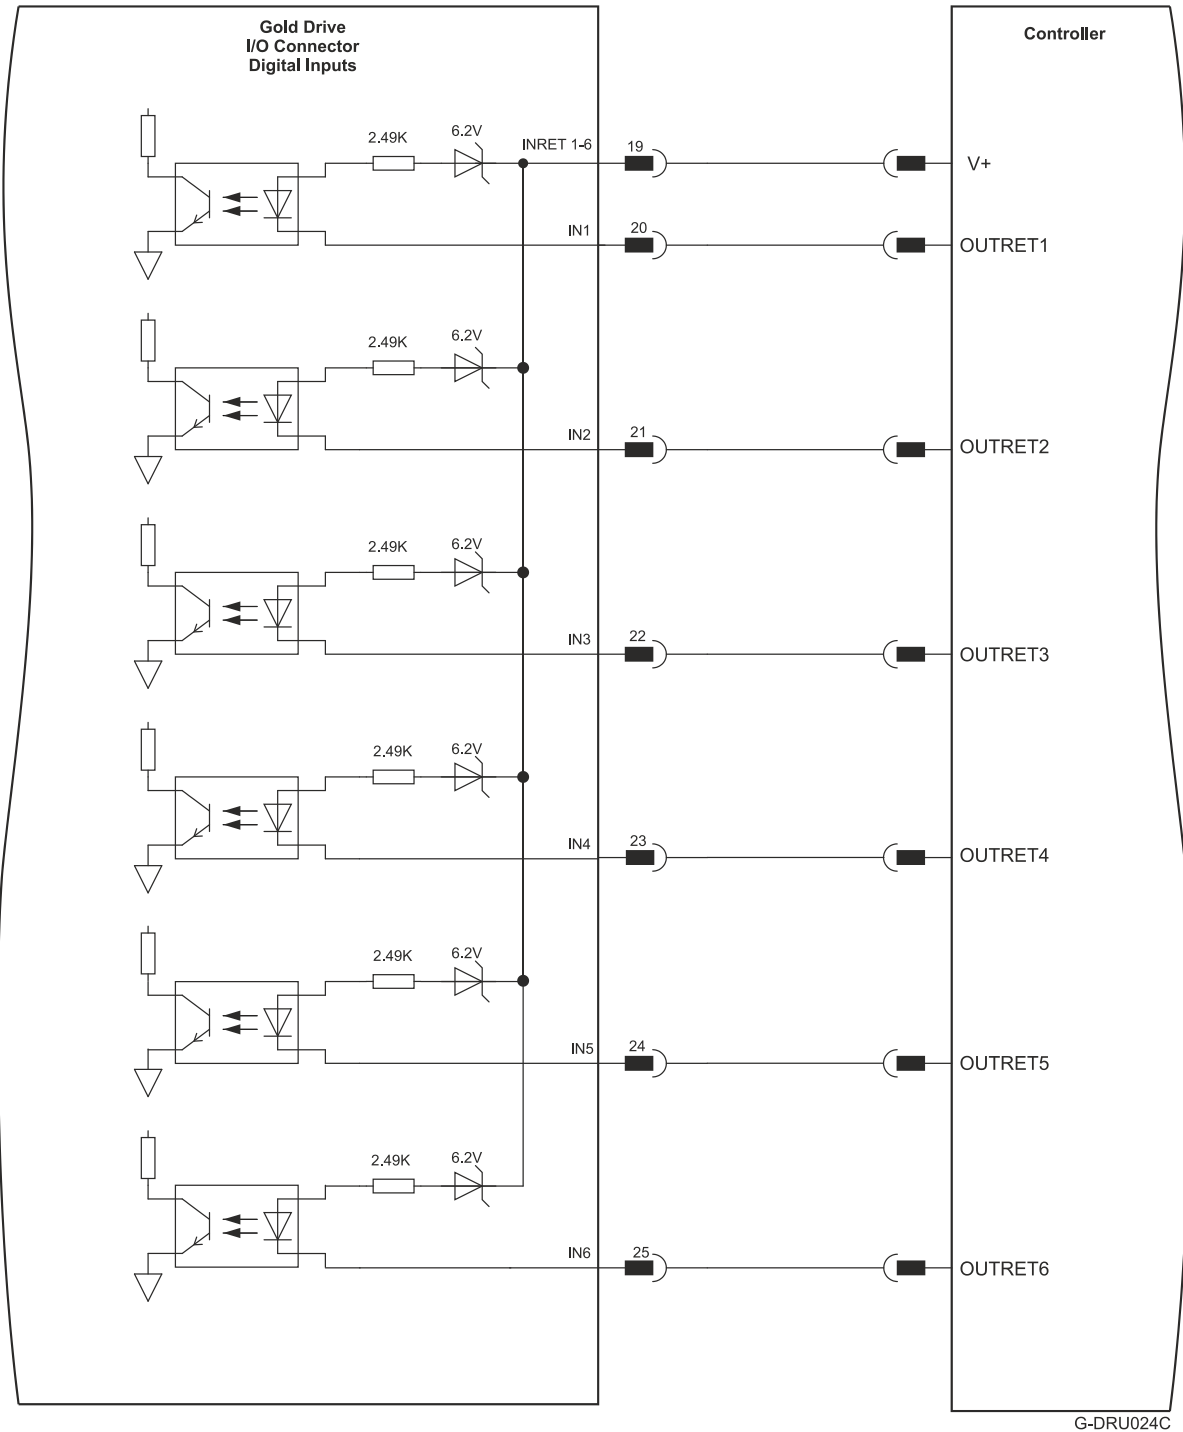 Gold Drive
I/O Connector
Digital Inputs
Controller
2.49K
6.2V
INRET 1-6
19
V+
IN1
20
OUTRET1
2.49K
6.2V
IN2
21
OUTRET2
2.49K
6.2V
IN3
22
OUTRET3
2.49K
6.2V
IN4
23
OUTRET4
2.49K
6.2V
IN5
24
OUTRET5
2.49K
6.2V
IN6
25
OUTRET6
G-DRU024C